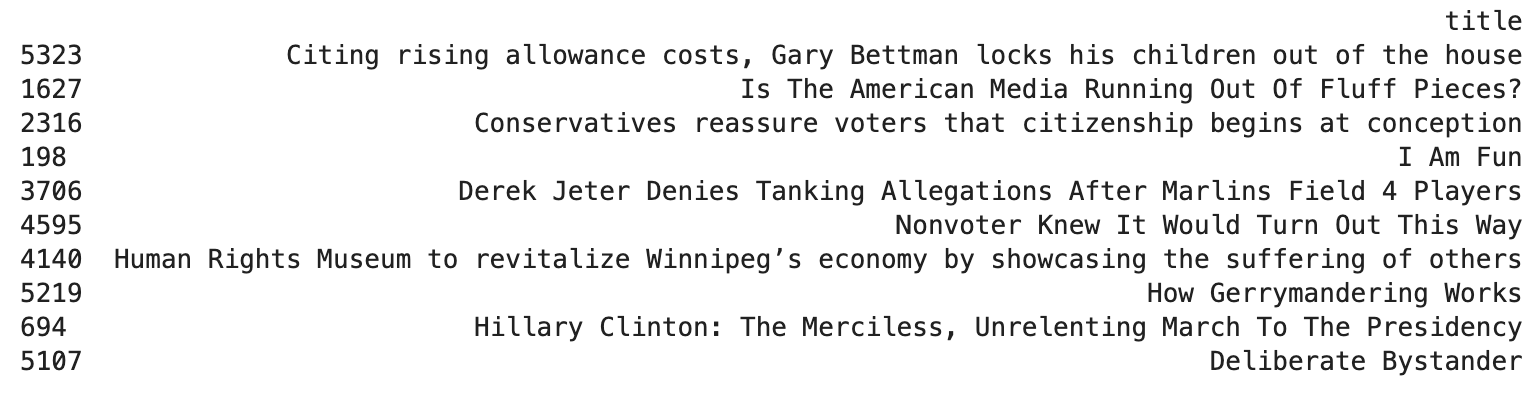 title
5323 Citing rising allowance costs, Gary Bettman locks his children out of the house
1627 Is The American Media Running Out Of Fluff Pieces?
2316 Conservatives reassure voters that citizenship begins at conception
198 I Am Fun
3706 Derek Jeter Denies Tanking Allegations After Marlins Field 4 Players
4595 Nonvoter Knew It Would Turn Out This Way
4140 Human Rights Museum to revitalize Winnipeg’s economy by showcasing the suffering of others
5219 How Gerrymandering Works
694 Hillary Clinton: The Merciless, Unrelenting March To The Presidency
5107 Deliberate Bystander